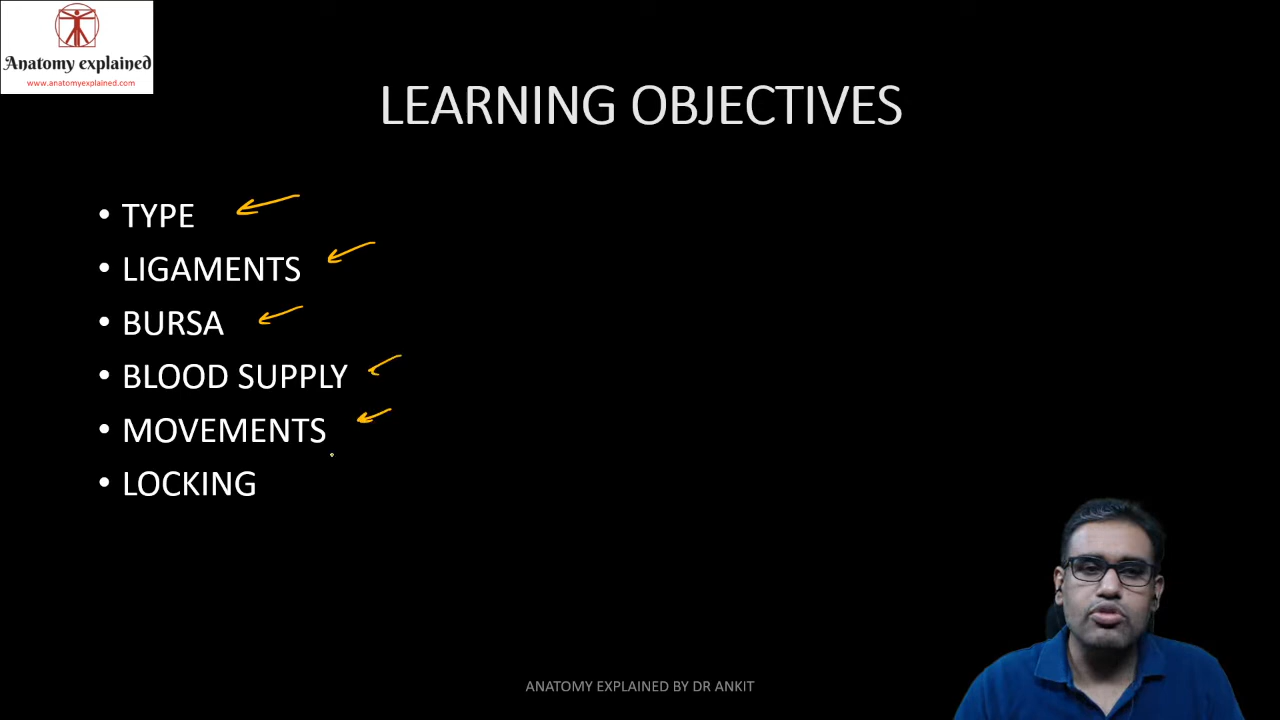 Anatomy explained
www.anatomyexplained.com
LEARNING OBJECTIVES
• TYPE
• LIGAMENTS
• BURSA
• BLOOD SUPPLY
• MOVEMENTS
• LOCKING
ANATOMY EXPLAINED BY DR ANKIT